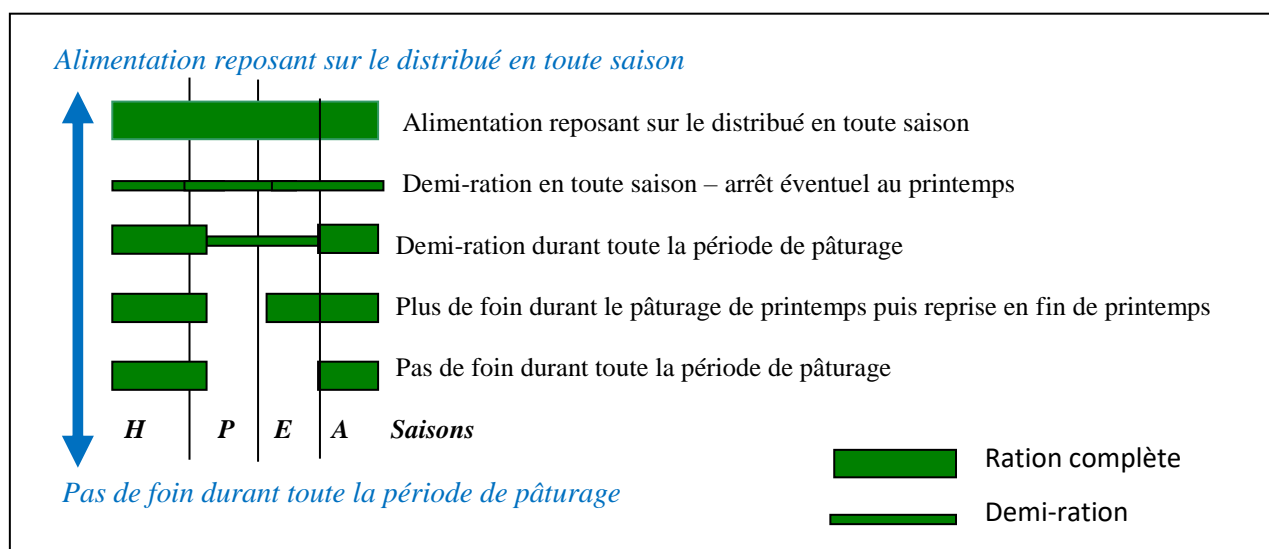 Alimentation reposant sur le distribué en toute saison
Alimentation reposant sur le distribué en toute saison
Demi-ration en toute saison – arrêt éventuel au printemps
Demi-ration durant toute la période de pâturage
Plus de foin durant le pâturage de printemps puis reprise en fin de printemps
Pas de foin durant toute la période de pâturage
H P E A Saisons
Ration complète
Pas de foin durant toute la période de pâturage
Demi-ration